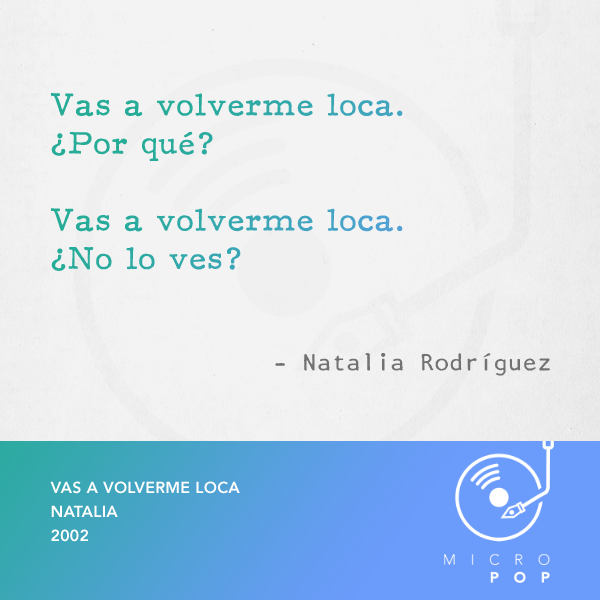 Vas a volverme loca.
¿Por qué?
Vas a volverme loca.
¿No lo ves?
- Natalia Rodríguez
VAS A VOLVERME LOCA
NATALIA
2002
MICRO
POP